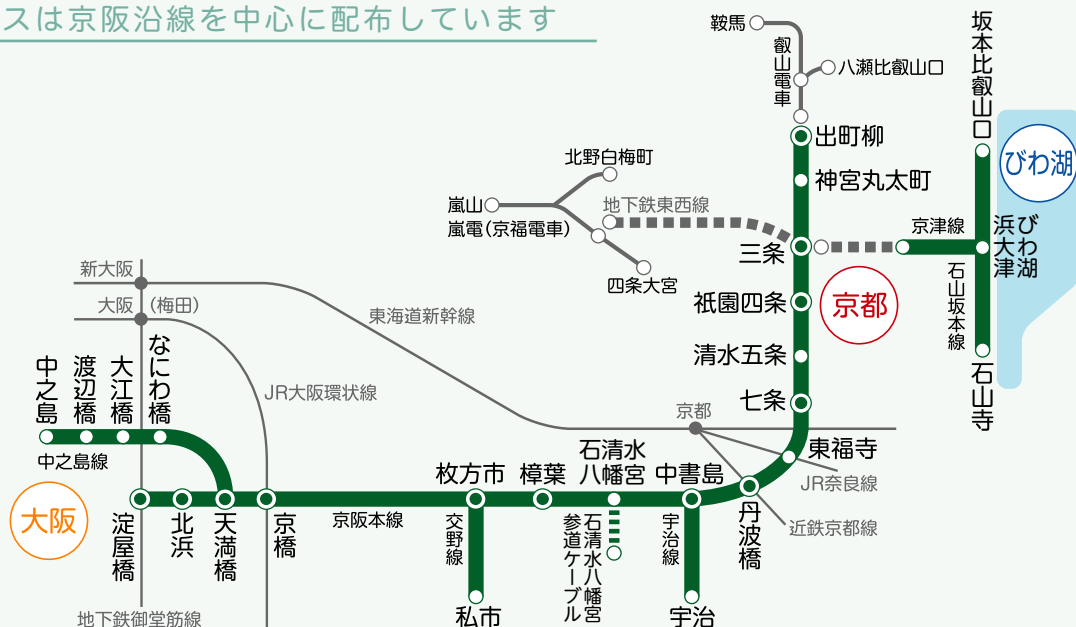 スは京阪沿線を中心に配布しています
鞍馬
叡山電車
八瀬比叡山口
坂本比叡山口
びわ湖
出町柳
神宮丸太町
北野白梅町
嵐山
嵐電(京福電車)
地下鉄東西線
四条大宮
三条
京津線
びわ湖
浜大津
石山坂本線
石山寺
祇園四条
京都
清水五条
七条
東福寺
新大阪
大阪
(梅田)
東海道新幹線
JR大阪環状線
京都
中之島
渡辺橋
大江橋
なにわ橋
中之島線
大阪
淀屋橋
北浜
天満橋
京橋
京阪本線
枚方市
樟葉
石清水
八幡宮
中書島
交野線
私市
石清水八幡宮
参道ケーブル
宇治線
宇治
丹波橋
JR奈良線
近鉄京都線
地下鉄御堂筋線